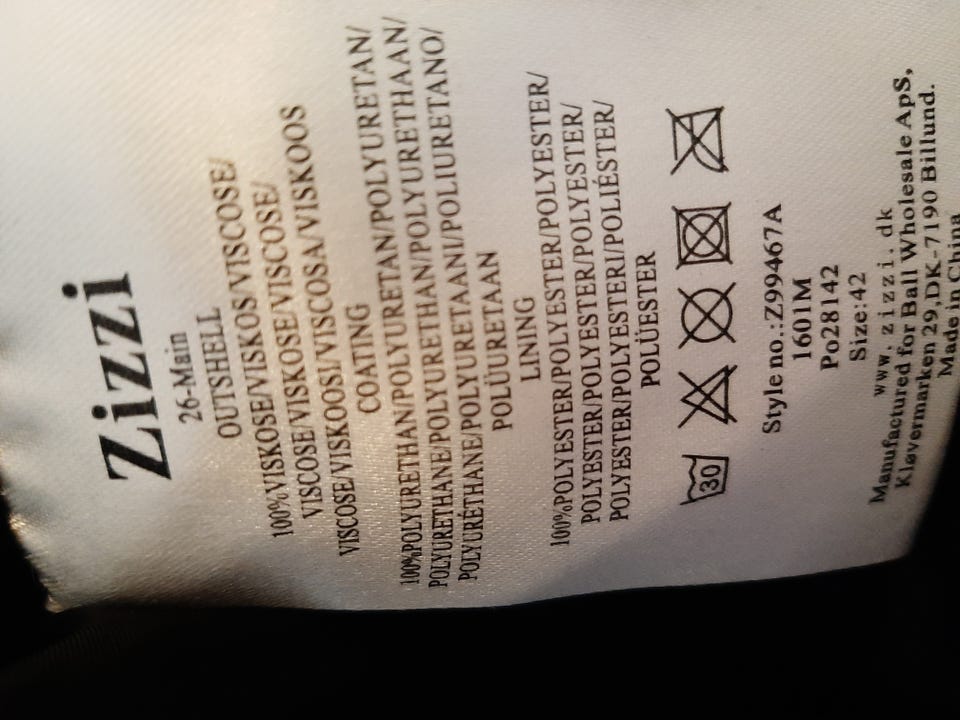 Zizzi
26-Main
OUTSHELL
100%VISKOSE/VISKOS/VISCOSE/
VISCOSE/VISKOSE/VISCOSE/
VISCOSE/VISKOOSI/VISCOSA/VISKOOS
COATING
100%POLYURETHAN/POLYURETAN/POLYURETAN/
POLYURETHANE/POLYURETHAN/POLYURETHAAN/
POLYURÉTHANE/POLYURETAANI/POLIURETANO/
POLÜURETAAN
LINING
100%POLYESTER/POLYESTER/POLYESTER/
POLYESTER/POLYESTER/POLYESTER/
POLYESTER/POLYESTERI/POLIÉSTER/
POLÜESTER
30
Style no.:Z99467A
1601M
Po28142
Size:42
www.zizzi.dk
Manufactured for Ball Wholesale ApS,
Kløvermarken 29,DK-7190 Billund.
Made in China